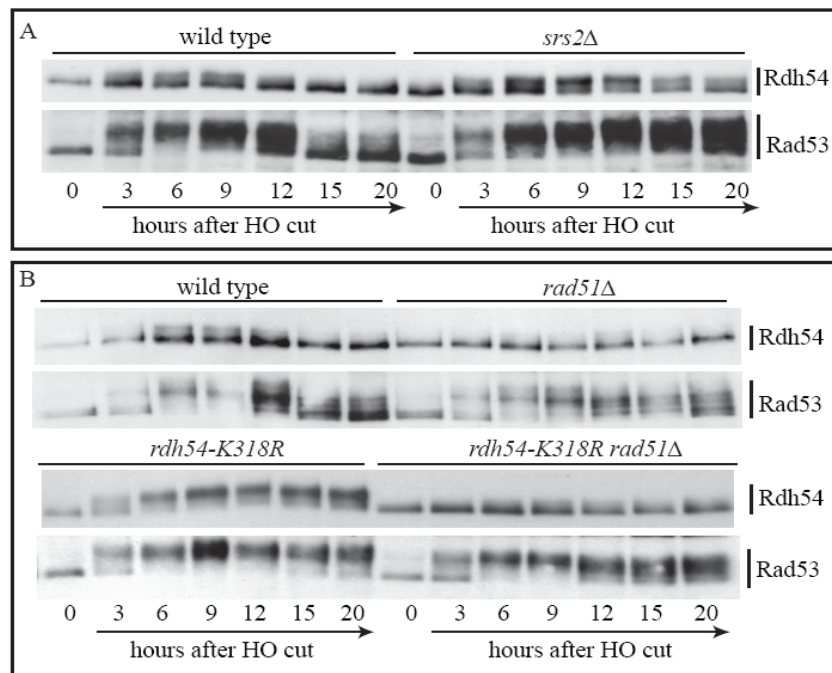 A
wild type srs2Δ
Rdh54
Rad53
0 3 6 9 12 15 20 0 3 6 9 12 15 20
hours after HO cut hours after HO cut
B
wild type rad51Δ
Rdh54
Rad53
rdh54-K318R rdh54-K318R rad51Δ
Rdh54
Rad53
0 3 6 9 12 15 20 0 3 6 9 12 15 20
hours after HO cut hours after HO cut